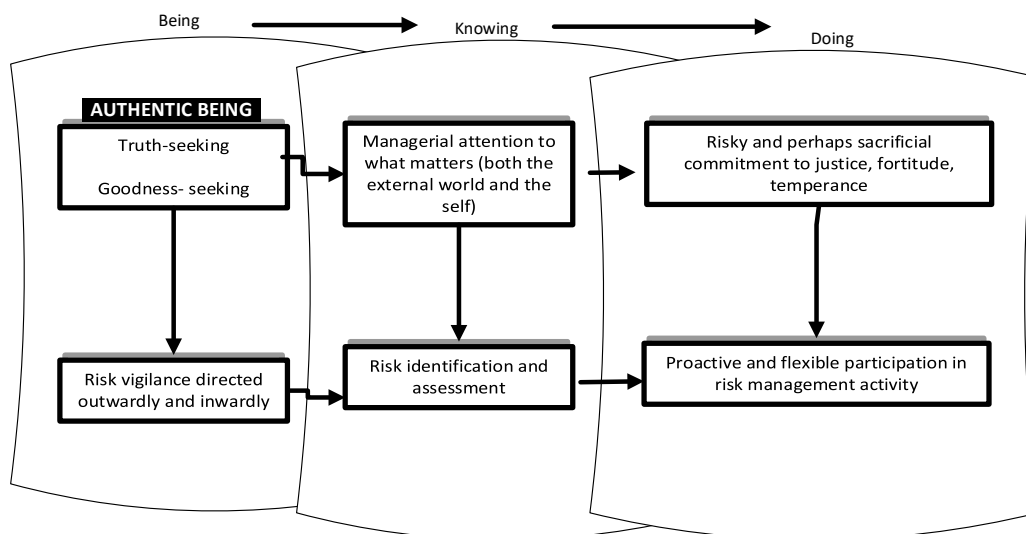 Being
Knowing
Doing
AUTHENTIC BEING
Truth-seeking
Goodness- seeking
Managerial attention to
what matters (both the
external world and the
self)
Risky and perhaps sacrificial
commitment to justice, fortitude,
temperance
Risk vigilance directed
outwardly and inwardly
Risk identification and
assessment
Proactive and flexible participation in
risk management activity